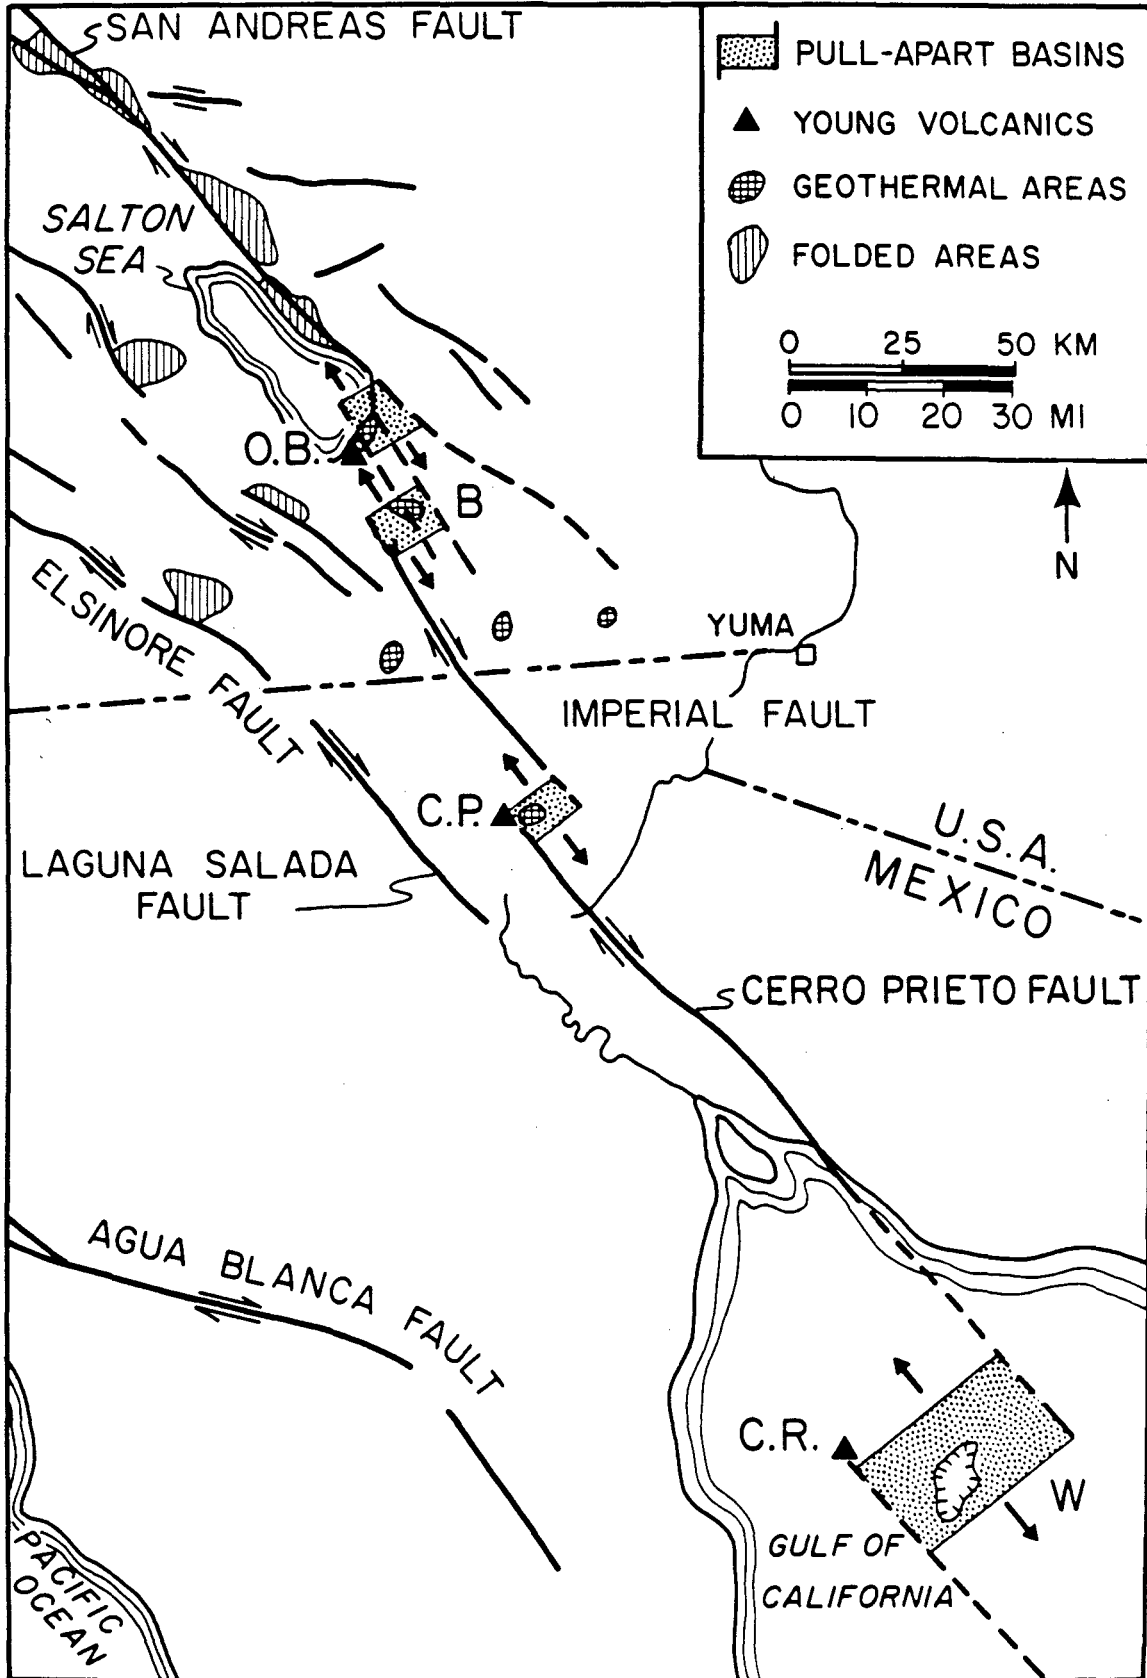 SAN ANDREAS FAULT
PULL-APART BASINS
YOUNG VOLCANICS
GEOTHERMAL AREAS
FOLDED AREAS
0 25 50 KM
0 10 20 30 MI
N
SALTON
SEA
O.B.
B
ELSINORE FAULT
YUMA
IMPERIAL FAULT
C.P.
U.S.A.
MEXICO
LAGUNA SALADA
FAULT
CERRO PRIETO FAULT
AGUA BLANCA FAULT
C.R.
W
GULF OF
CALIFORNIA
PACIFIC
OCEAN